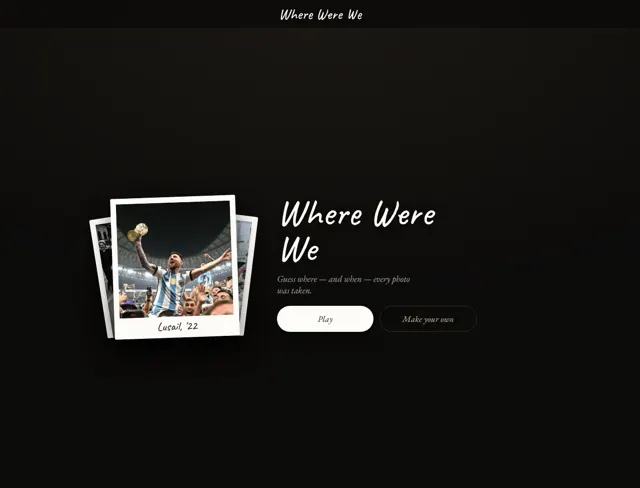 Where Were We
Lusail, '22
Where Were
We
Guess where — and when — every photo
was taken.
Play
Make your own